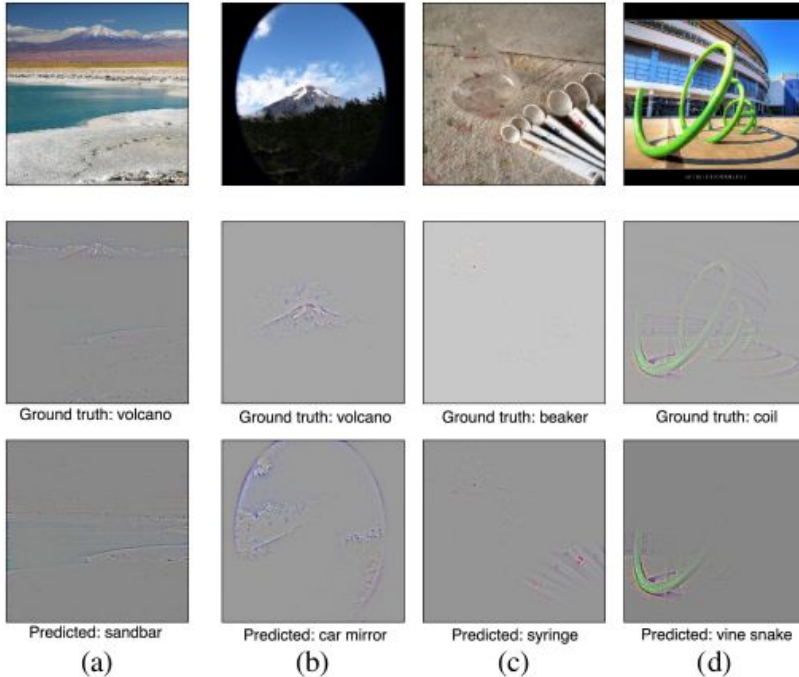 Ground truth: volcano
Ground truth: volcano
Ground truth: beaker
Ground truth: coil
Predicted: sandbar
Predicted: car mirror
Predicted: syringe
Predicted: vine snake
(a)
(b)
(c)
(d)